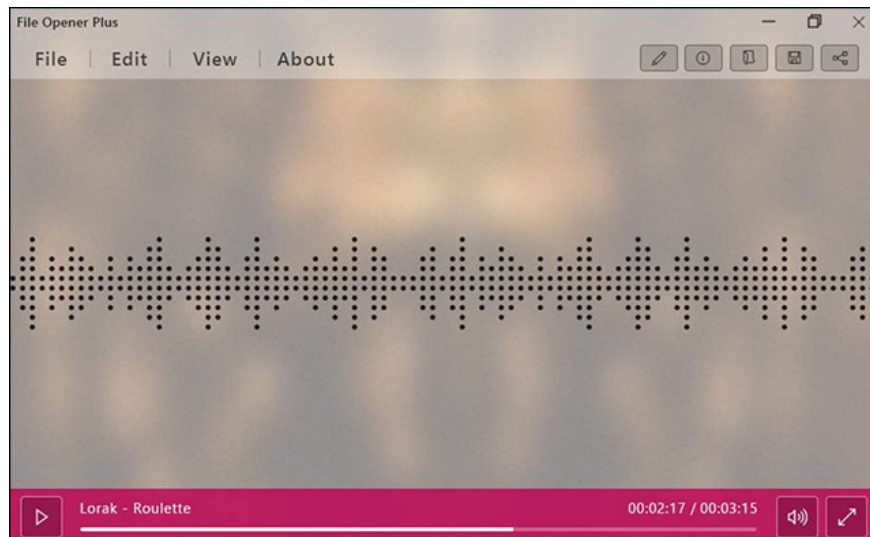 File Opener Plus
File | Edit | View | About
Lorak - Roulette
00:02:17 / 00:03:15